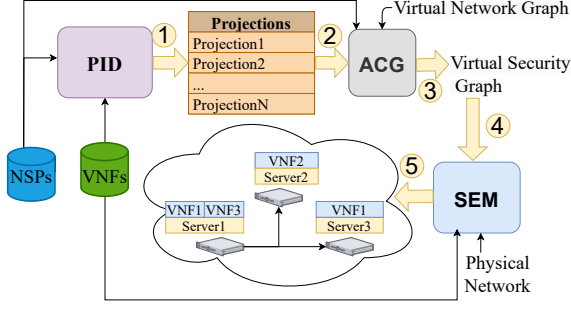 Virtual Network Graph
1
Projections
2
PID
Projection1
Projection2
...
ProjectionN
ACG
3
Virtual Security
Graph
4
NSPs
VNFs
5
VNF2
Server2
VNF1 VNF3
Server1
VNF1
Server3
SEM
Physical
Network